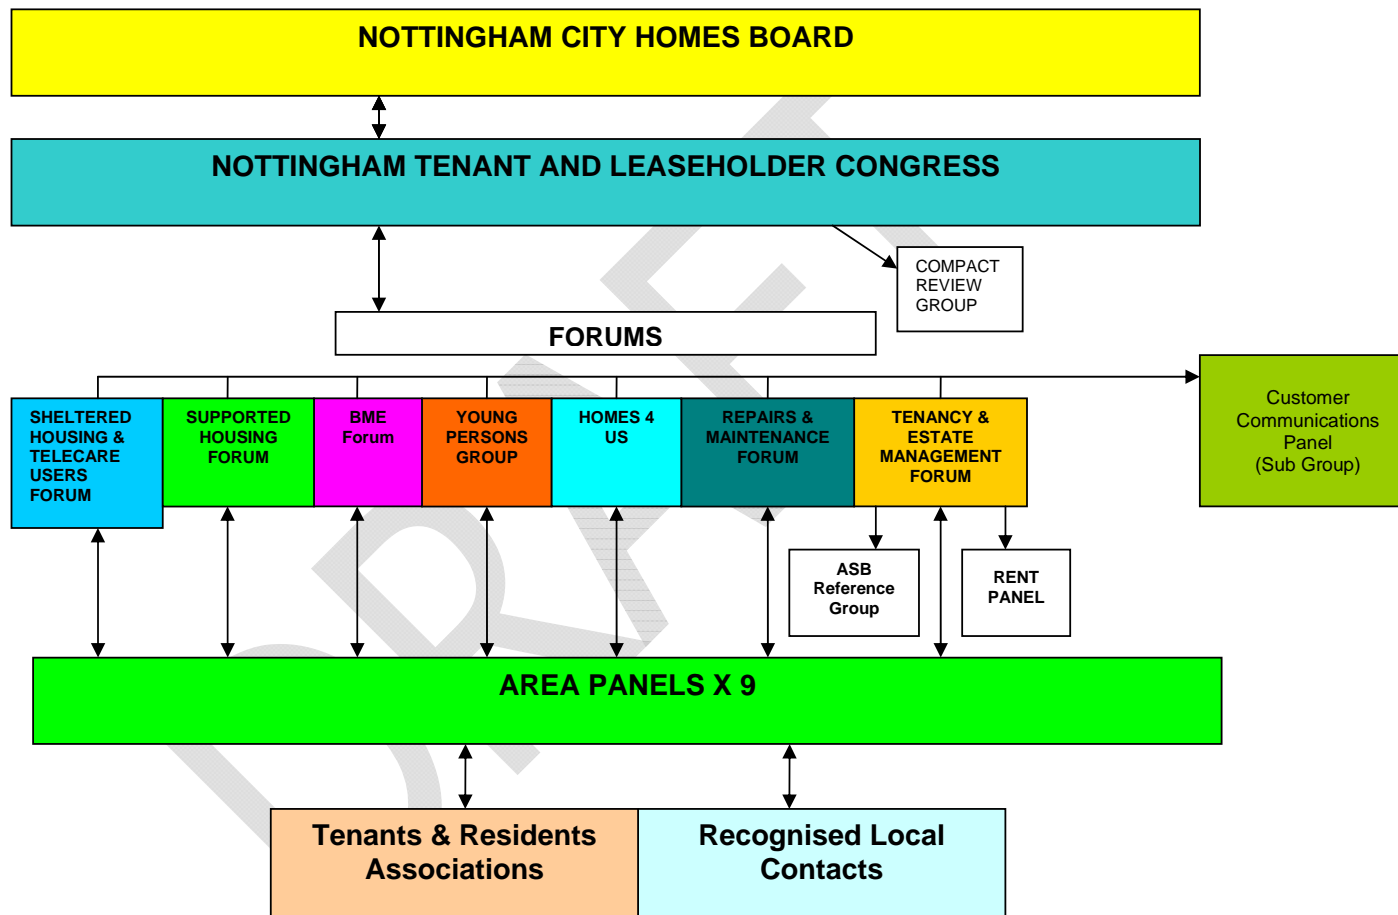 NOTTINGHAM CITY HOMES BOARD
NOTTINGHAM TENANT AND LEASEHOLDER CONGRESS
COMPACT
REVIEW
GROUP
FORUMS
SHELTERED
HOUSING &
TELECARE
USERS
FORUM
SUPPORTED
HOUSING
FORUM
BME
Forum
YOUNG
PERSONS
GROUP
HOMES 4
US
REPAIRS &
MAINTENANCE
FORUM
TENANCY &
ESTATE
MANAGEMENT
FORUM
Customer
Communications
Panel
(Sub Group)
ASB
Reference
Group
RENT
PANEL
AREA PANELS X 9
Tenants & Residents
Associations
Recognised Local
Contacts
DRAFT